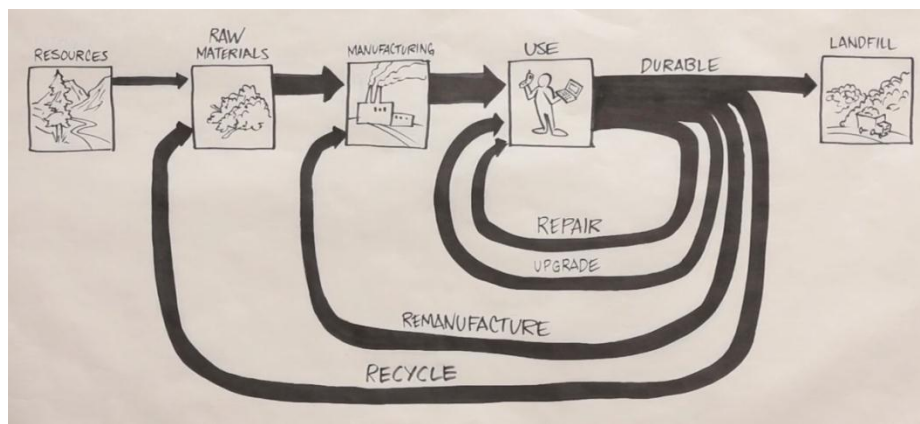 RESOURCES
RAW
MATERIALS
MANUFACTURING
USE
DURABLE
LANDFILL
REPAIR
UPGRADE
REMANUFACTURE
RECYCLE